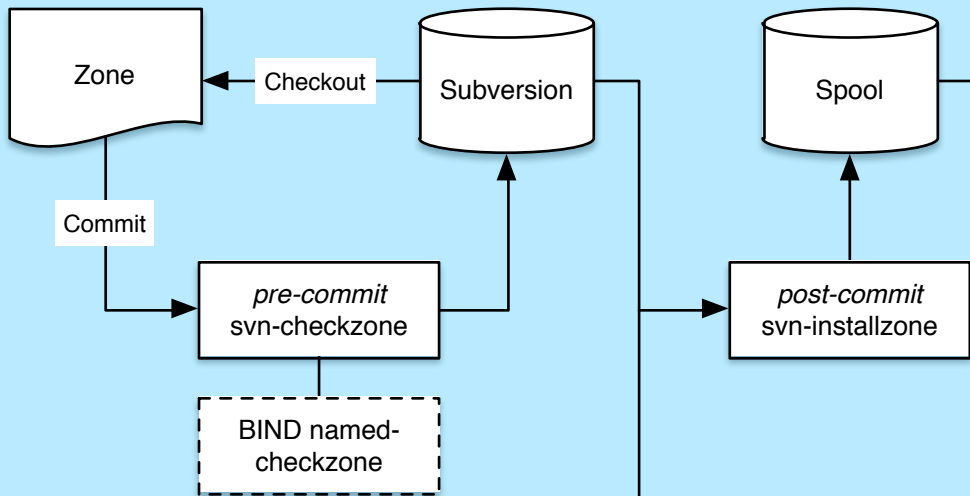 Zone
Checkout
Subversion
Spool
Commit
pre-commit
svn-checkzone
post-commit
svn-installzone
BIND named-
checkzone